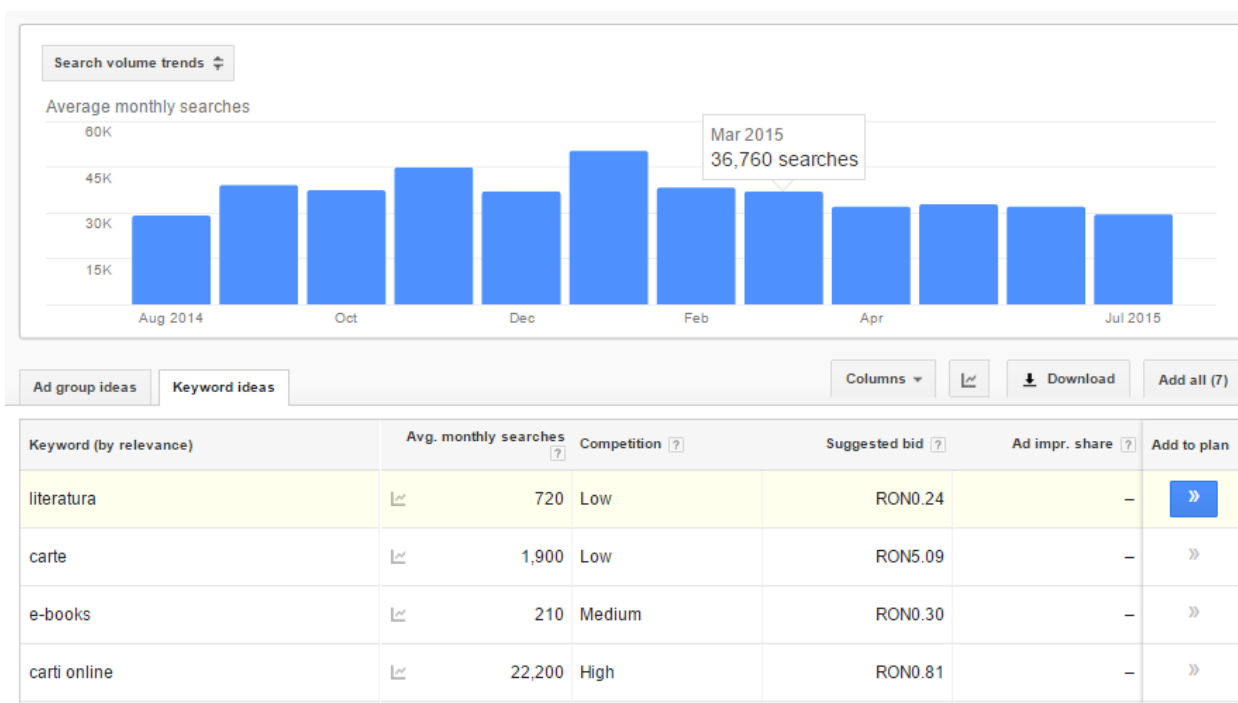 Search volume trends
Average monthly searches
60K
45K
30K
15K
Mar 2015
36,760 searches
Aug 2014 Oct Dec Feb Apr Jul 2015
Ad group ideas Keyword ideas Columns Download Add all (7)
Keyword (by relevance) Avg. monthly searches ? Competition ? Suggested bid ? Ad impr. share ? Add to plan
literatura 720 Low RON0.24 – »
carte 1,900 Low RON5.09 – »
e-books 210 Medium RON0.30 – »
carti online 22,200 High RON0.81 – »